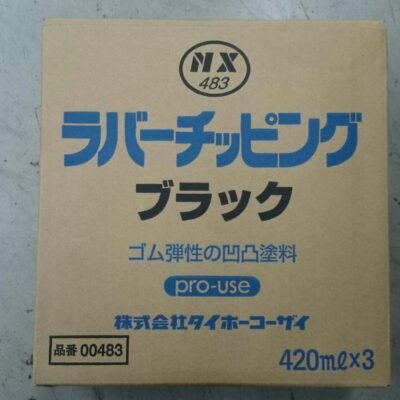 NX
483
ラバーチッピング
ブラック
ゴム弾性の凹凸塗料
pro-use
株式会社タイホーコーザイ
品番 00483
420mℓ×3